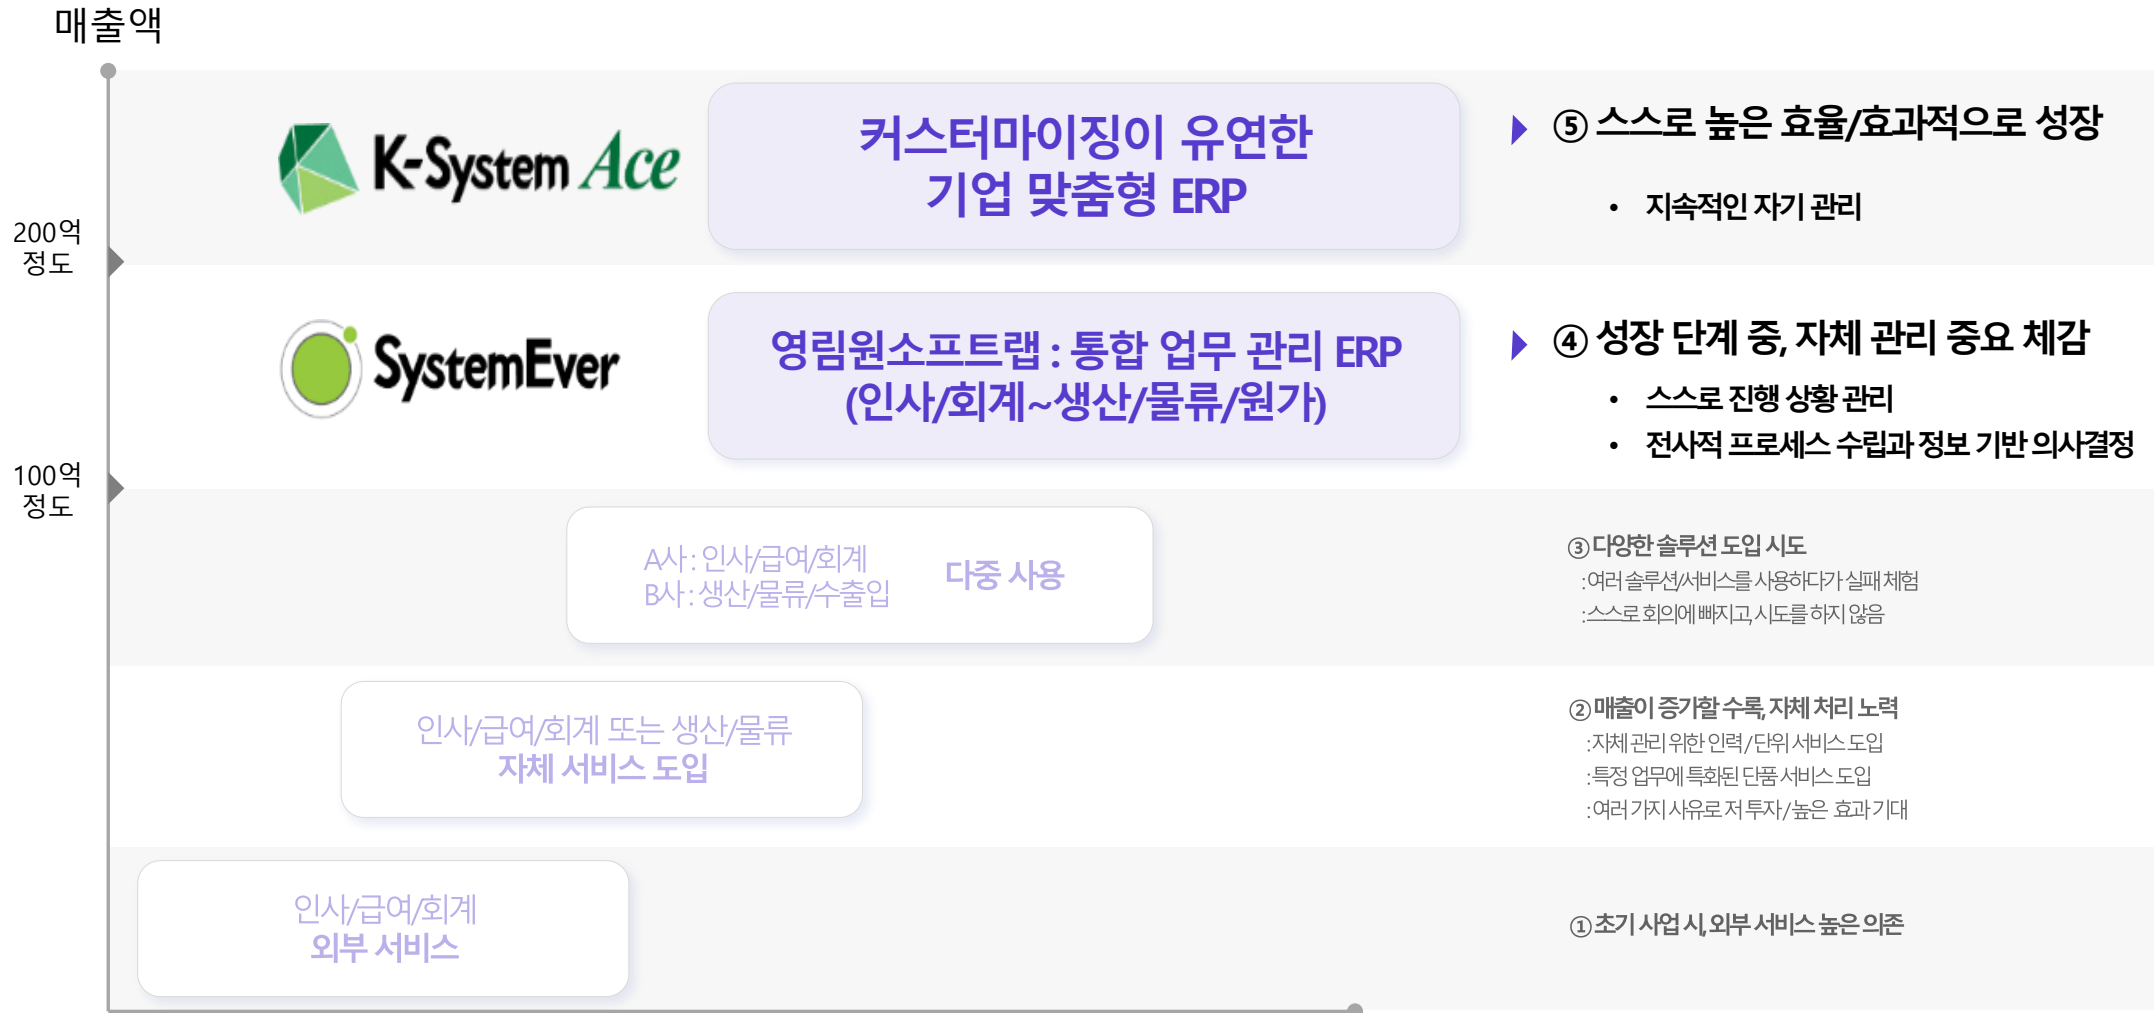 매출액
K-System Ace
커스터마이징이 유연한
기업 맞춤형 ERP
⑤ 스스로 높은 효율/효과적으로 성장
• 지속적인 자기 관리
200억
정도
SystemEver
영림원소프트랩 : 통합 업무 관리 ERP
(인사/회계~생산/물류/원가)
④ 성장 단계 중, 자체 관리 중요 체감
• 스스로 진행 상황 관리
• 전사적 프로세스 수립과 정보 기반 의사결정
100억
정도
A사 : 인사/급여/회계
B사 : 생산/물류/수출입
다중 사용
③ 다양한 솔루션 도입 시도
: 여러 솔루션/서비스를 사용하다가 실패 체험
: 스스로 회의에 빠지고, 시도를 하지 않음
인사/급여/회계 또는 생산/물류
자체 서비스 도입
② 매출이 증가할 수록, 자체 처리 노력
: 자체 관리 위한 인력 / 단위 서비스 도입
: 특정 업무에 특화된 단품 서비스 도입
: 여러 가지 사유로 저 투자 / 높은 효과 기대
인사/급여/회계
외부 서비스
① 초기 사업 시, 외부 서비스 높은 의존